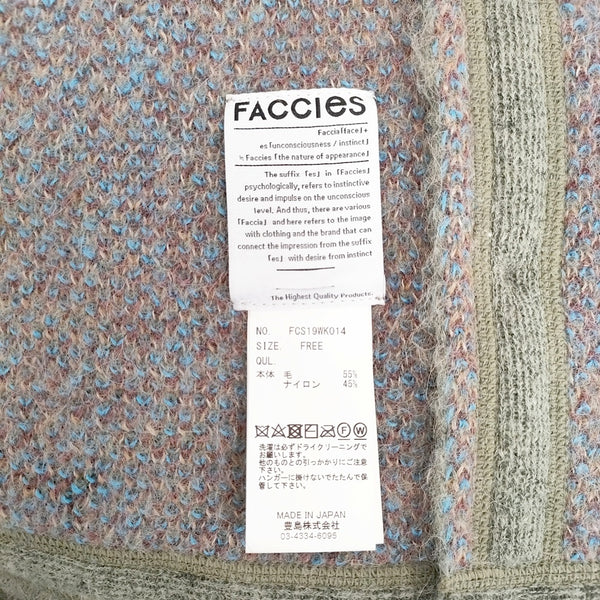 FACCIes
Faccia「face」+
es「unconsciousness / instinct」
≒ Faccies「the nature of appearance」
The suffix「es」in「Faccies」
psychologically, refers to instinctive
desire and impulse on the unconscious
level. And thus, there are various
「Faccia」and here refers to the image
with clothing and the brand that can
connect the impression from the suffix
「es」with desire from instinct
The Highest Quality Products.
NO. FCS19WK014
SIZE. FREE
QUL.
本体 毛 55%
ナイロン 45%
F W
洗濯は必ずドライクリーニングで
お願いします。
他のものとの引っかかりにご注意
下さい。
ハンガーに掛けないでたたんで保
管して下さい。
MADE IN JAPAN
豊島株式会社
03-4334-6095